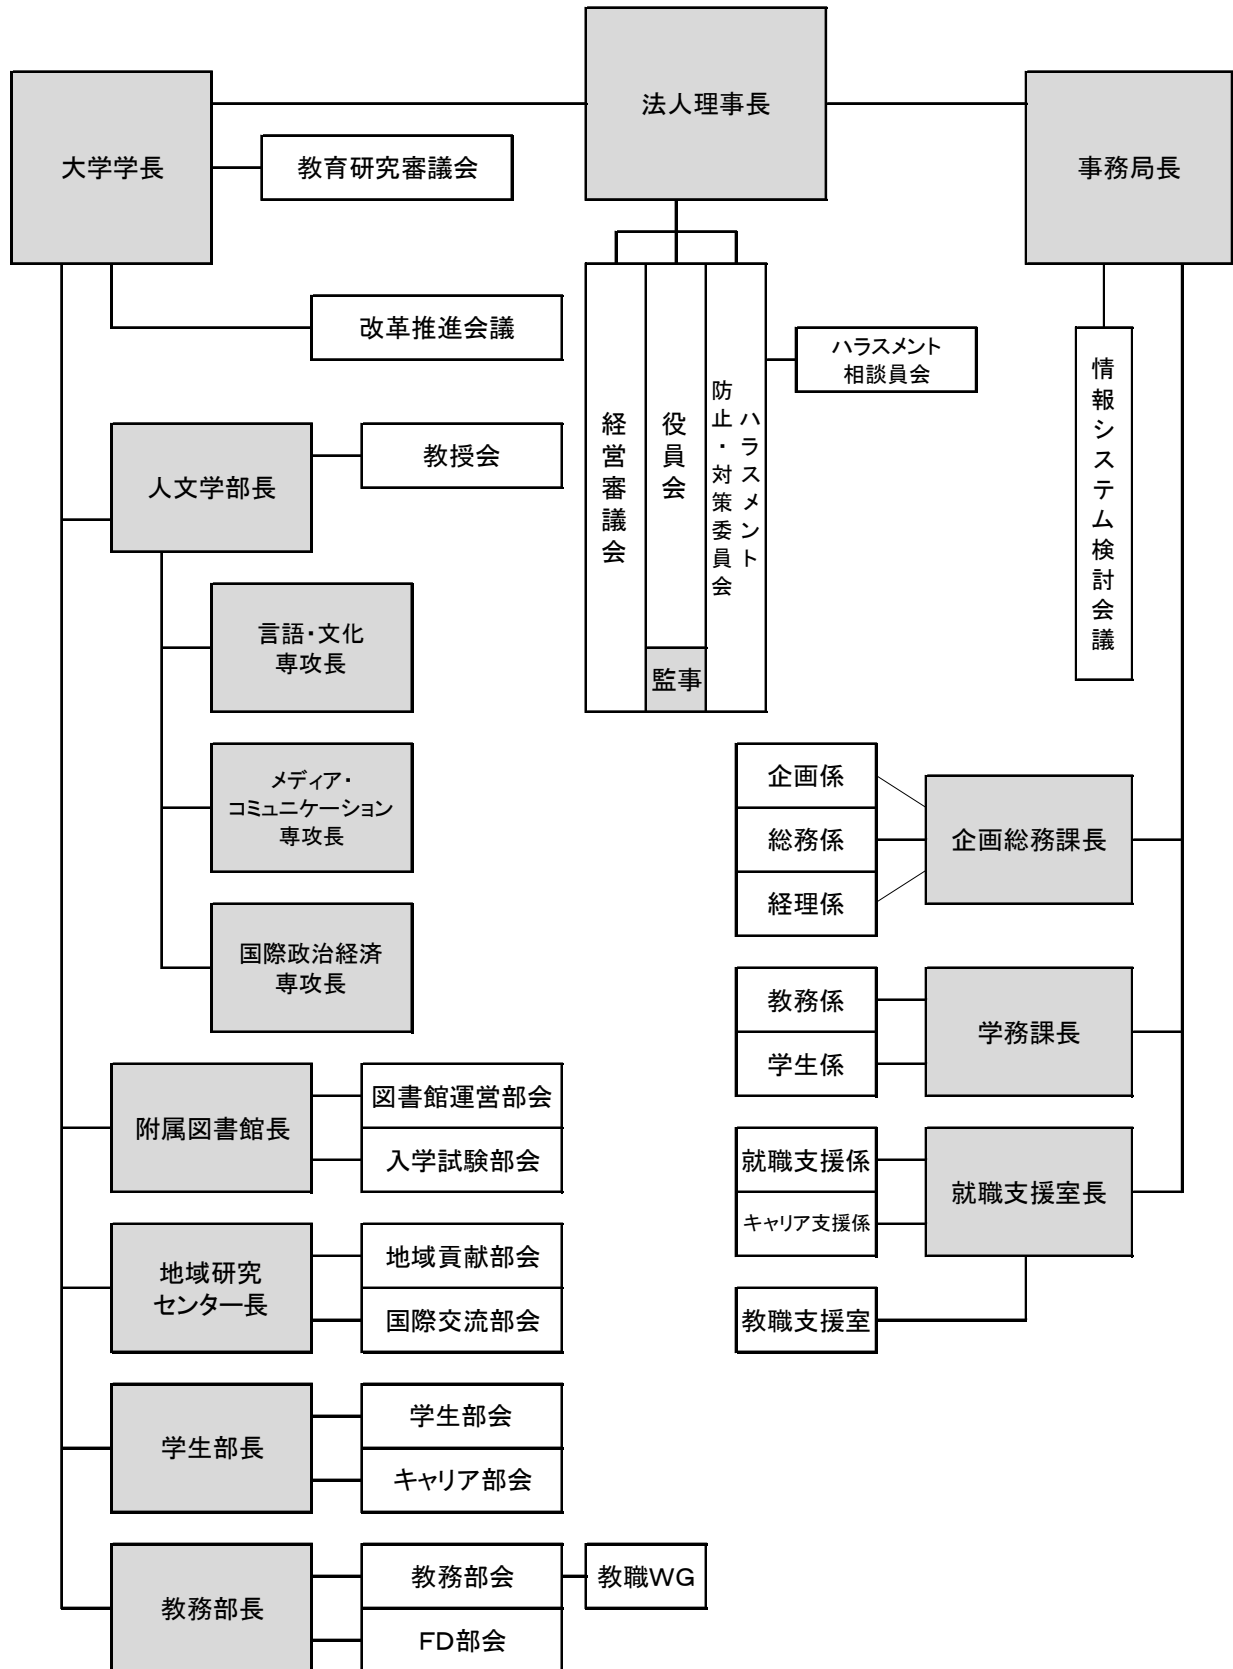 法人理事長
大学学長
事務局長
教育研究審議会
改革推進会議
経営審議会
役員会
監事
ハラスメント
防止・対策委員会
ハラスメント
相談員会
情報システム検討会議
人文学部長
教授会
言語・文化
専攻長
メディア・
コミュニケーション
専攻長
国際政治経済
専攻長
附属図書館長
図書館運営部会
入学試験部会
地域研究
センター長
地域貢献部会
国際交流部会
学生部長
学生部会
キャリア部会
教務部長
教務部会
教職WG
FD部会
企画係
総務係
経理係
企画総務課長
教務係
学生係
学務課長
就職支援係
キャリア支援係
就職支援室長
教職支援室